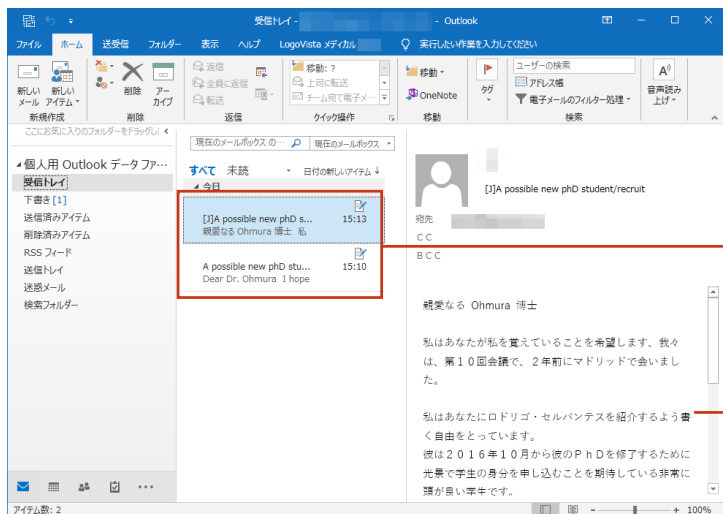 受信トレイ - - Outlook
ファイル ホーム 送受信 フォルダー 表示 ヘルプ LogoVista メディカル 実行したい作業を入力してください
新しい メール
新しい アイテム
新規作成
削除
アーカイブ
削除
返信
全員に返信
転送
返信
移動: ?
上司に転送
チーム宛て電子メ…
クイック操作
移動
OneNote
移動
タグ
ユーザーの検索
アドレス帳
電子メールのフィルター処理
検索
音声読み上げ
ここにお気に入りのフォルダーをドラッグし
個人用 Outlook データ ファ…
受信トレイ
下書き [1]
送信済みアイテム
削除済みアイテム
RSS フィード
送信トレイ
迷惑メール
検索フォルダー
現在のメールボックス の… 現在のメールボックス
すべて 未読 日付の新しいアイテム ↓
今日
[J]A possible new phD s... 15:13
親愛なる Ohmura 博士 私
A possible new phD stu... 15:10
Dear Dr. Ohmura I hope
[J]A possible new phD student/recruit
宛先
CC
BCC
親愛なる Ohmura 博士
私はあなたが私を覚えていることを希望します、我々
は、第10回会議で、2年前にマドリッドで会いまし
た。
私はあなたにロドリゴ・セルバンテスを紹介するよう書
く自由をとっています。
彼は2016年10月から彼のPhDを修了するために
光景で学生の身分を申し込むことを期待している非常に
頭が良い学生です。
アイテム数: 2
100%